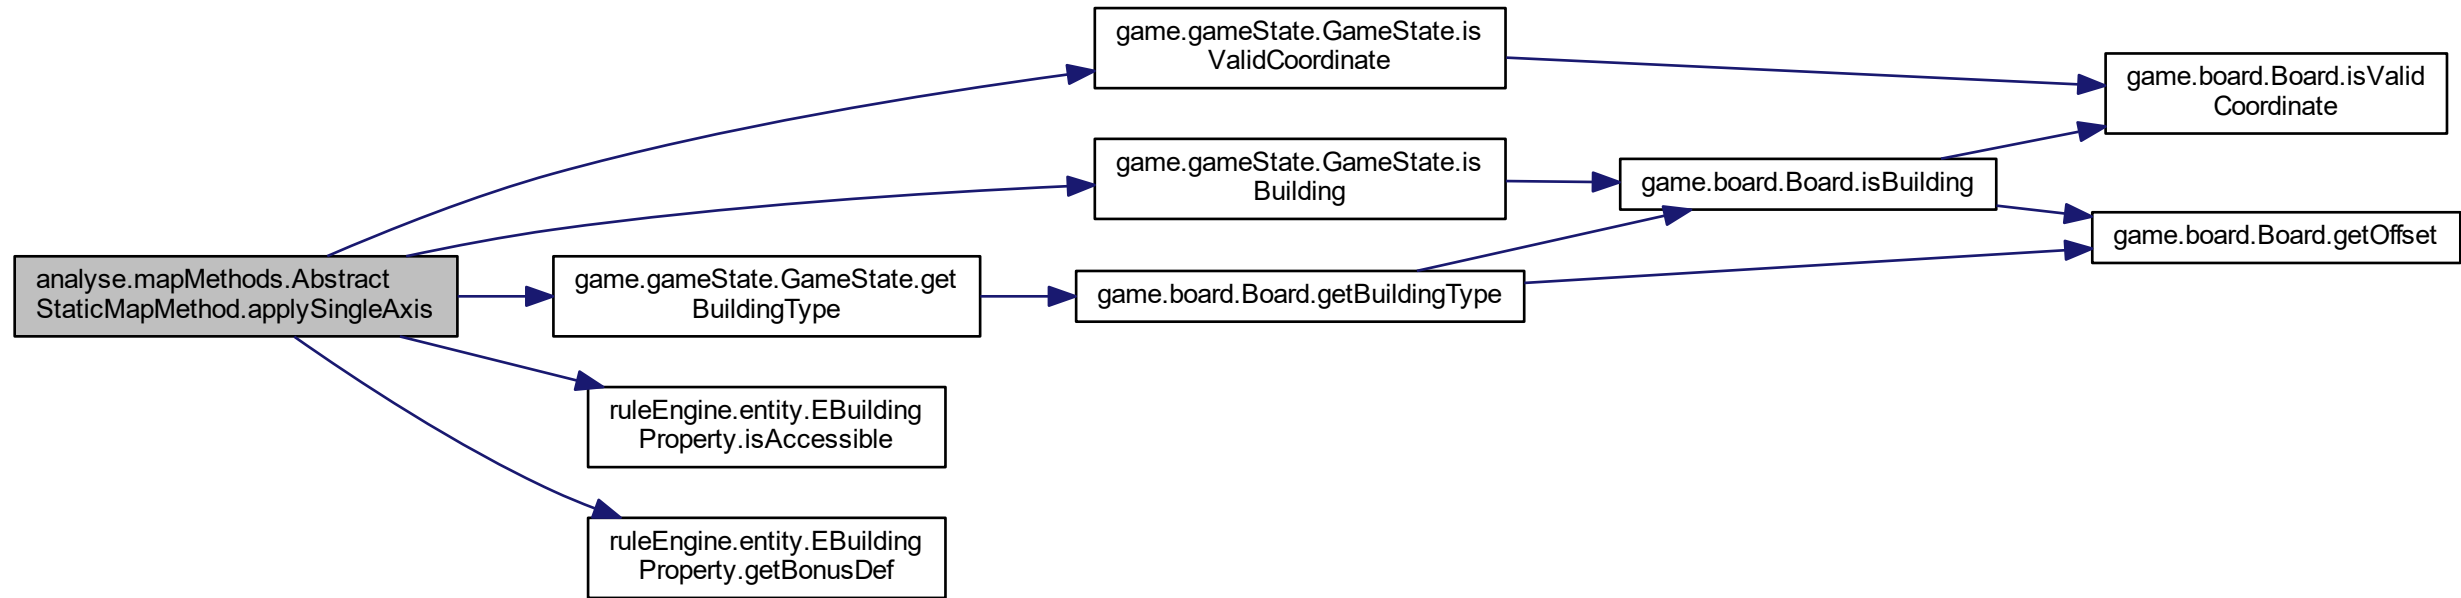 game.gameState.GameState.is
ValidCoordinate
game.board.Board.isValid
Coordinate
game.gameState.GameState.is
Building
game.board.Board.isBuilding
game.board.Board.getOffset
analyse.mapMethods.Abstract
StaticMapMethod.applySingleAxis
game.gameState.GameState.get
BuildingType
game.board.Board.getBuildingType
ruleEngine.entity.EBuilding
Property.isAccessible
ruleEngine.entity.EBuilding
Property.getBonusDef